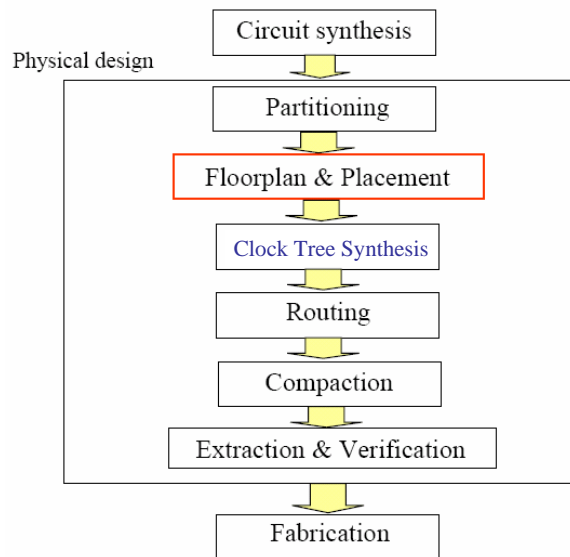 Circuit synthesis
Physical design
Partitioning
Floorplan & Placement
Clock Tree Synthesis
Routing
Compaction
Extraction & Verification
Fabrication